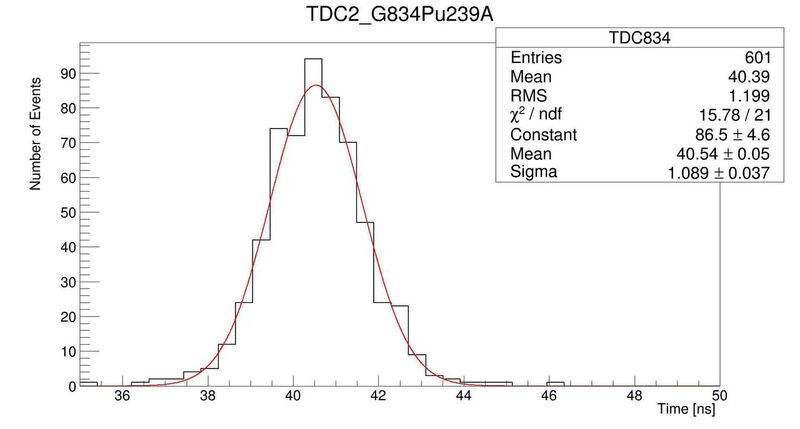 TDC2_G834Pu239A
TDC834
Entries 601
Mean 40.39
RMS 1.199
χ² / ndf 15.78 / 21
Constant 86.5 ± 4.6
Mean 40.54 ± 0.05
Sigma 1.089 ± 0.037
Number of Events
90
80
70
60
50
40
30
20
10
0
36 38 40 42 44 46 48 50
Time [ns]